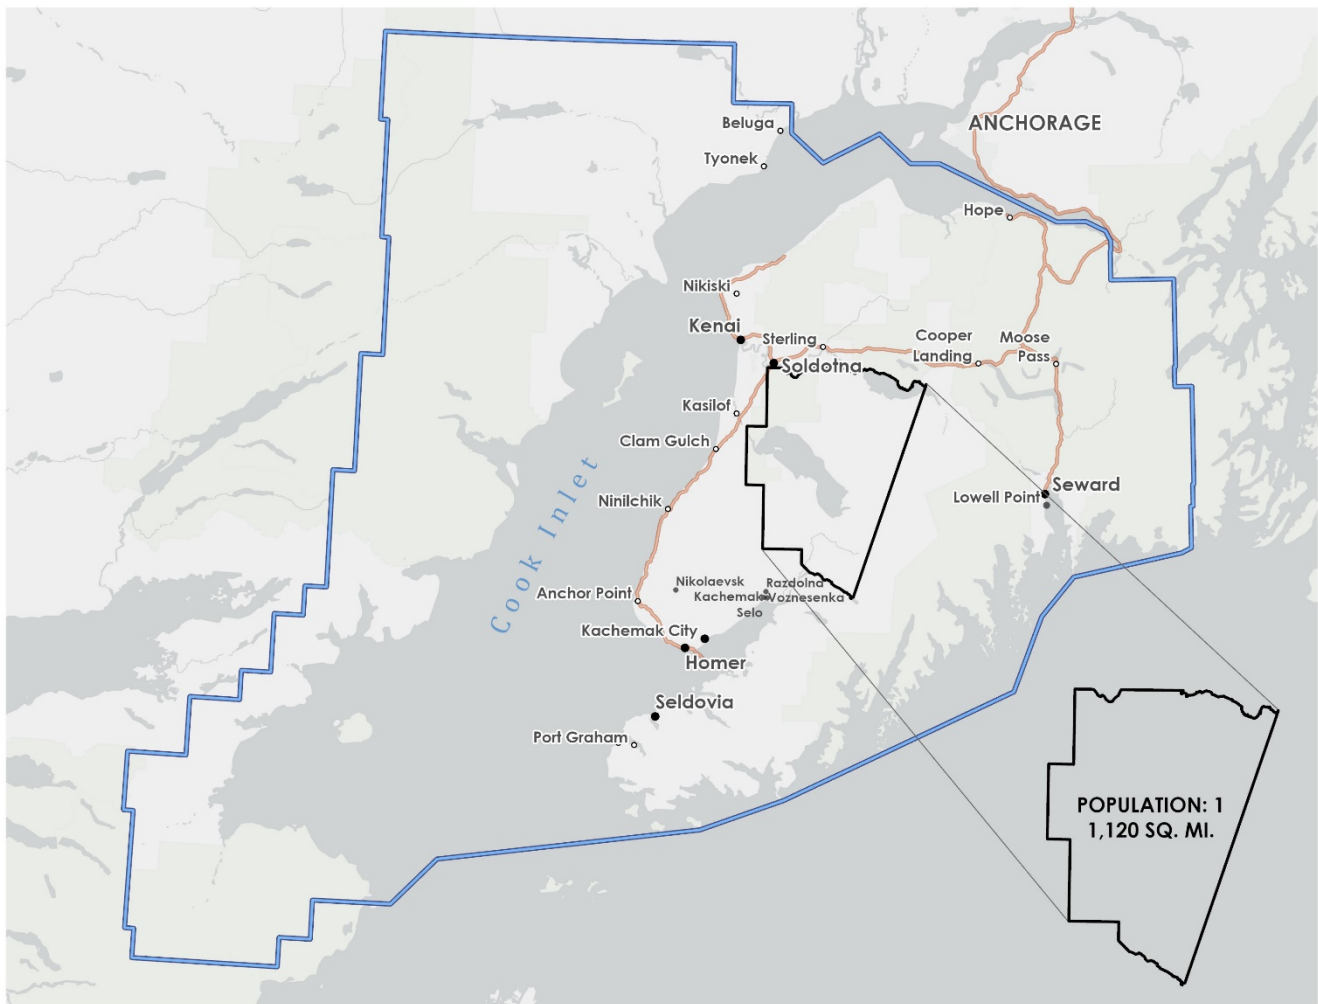 Beluga
ANCHORAGE
Tyonek
Hope
Nikiski
Kenai
Sterling
Cooper
Landing
Moose
Pass
Soldotna
Kasilof
Clam Gulch
Cook Inlet
Ninilchik
Seward
Lowell Point
Anchor Point
Nikolaevsk
Razdolna
Kachemak
Selo
Voznesenka
Kachemak City
Homer
Seldovia
Port Graham
POPULATION: 1
1,120 SQ. MI.